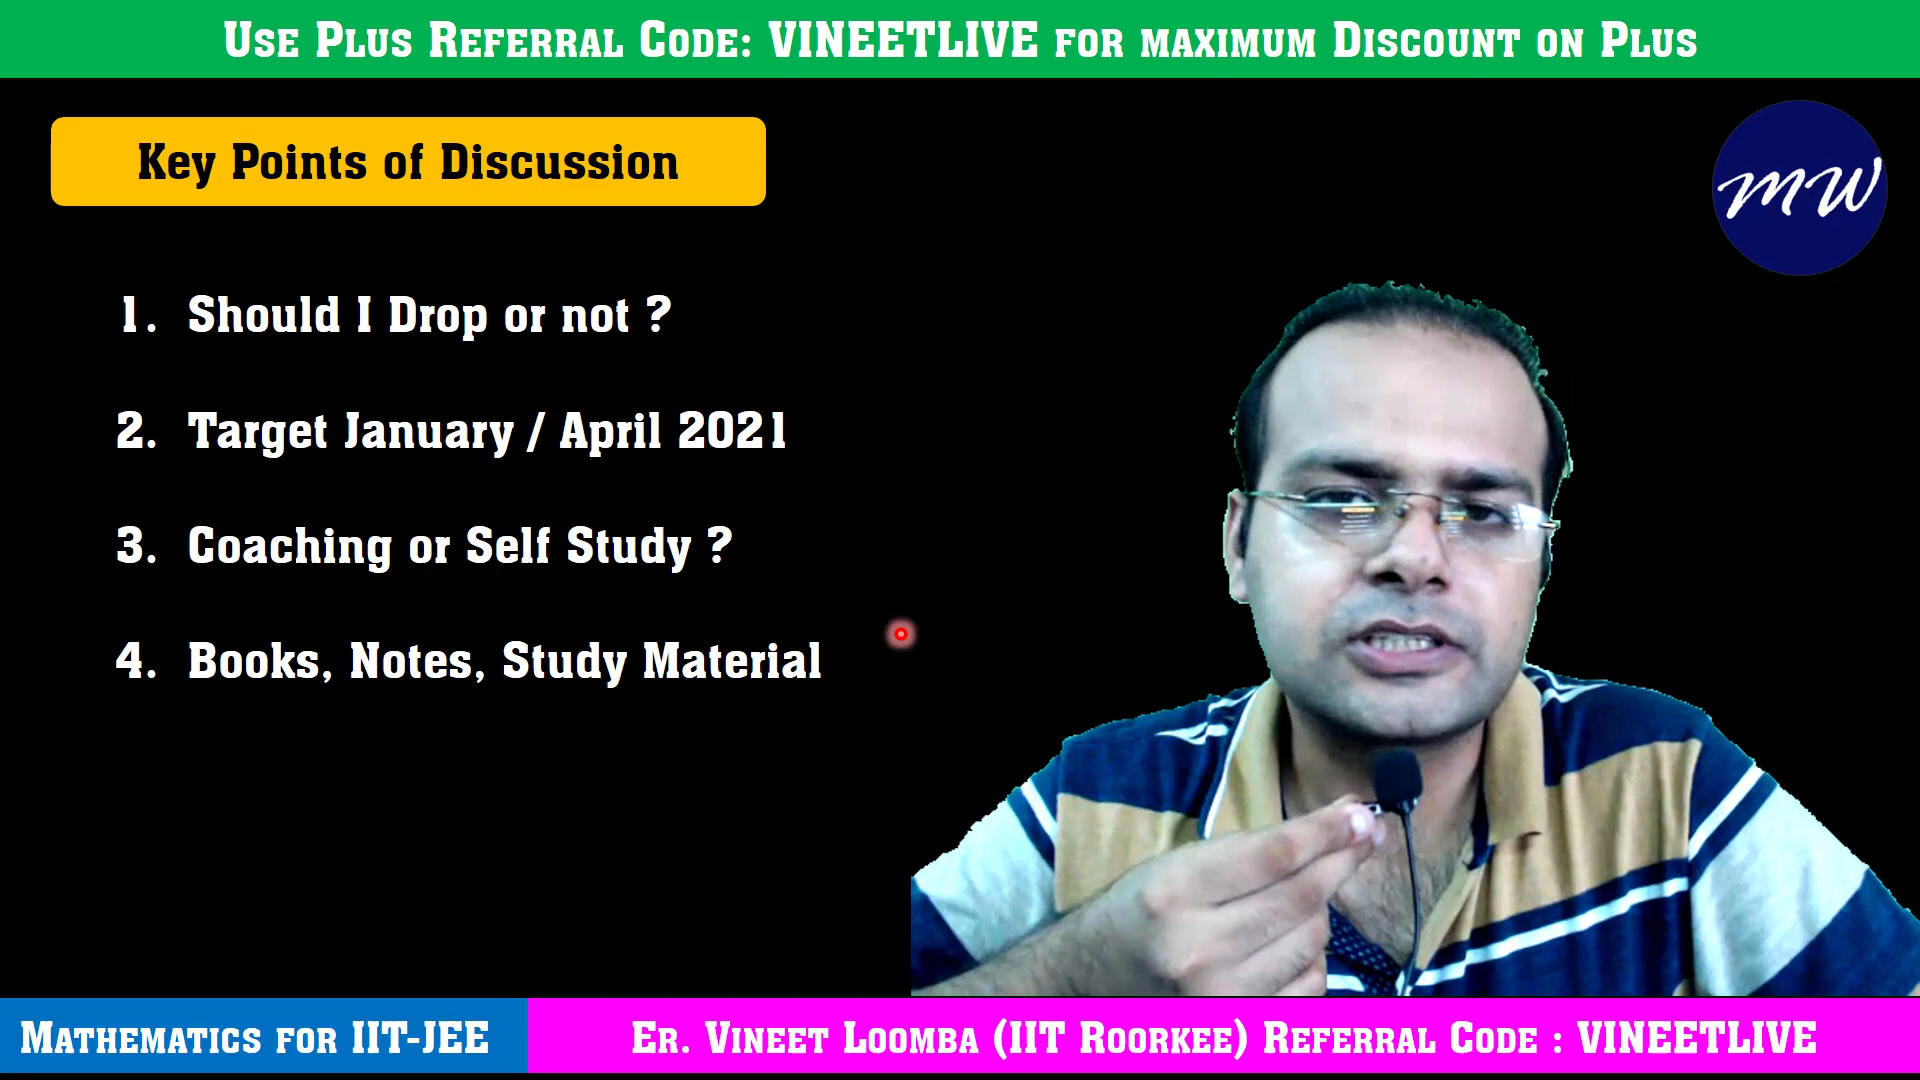 USE PLUS REFERRAL CODE: VINEETLIVE FOR MAXIMUM DISCOUNT ON PLUS
Key Points of Discussion
MW
1. Should I Drop or not ?
2. Target January / April 2021
3. Coaching or Self Study ?
4. Books, Notes, Study Material
MATHEMATICS FOR IIT-JEE
ER. VINEET LOOMBA (IIT ROORKEE) REFERRAL CODE : VINEETLIVE